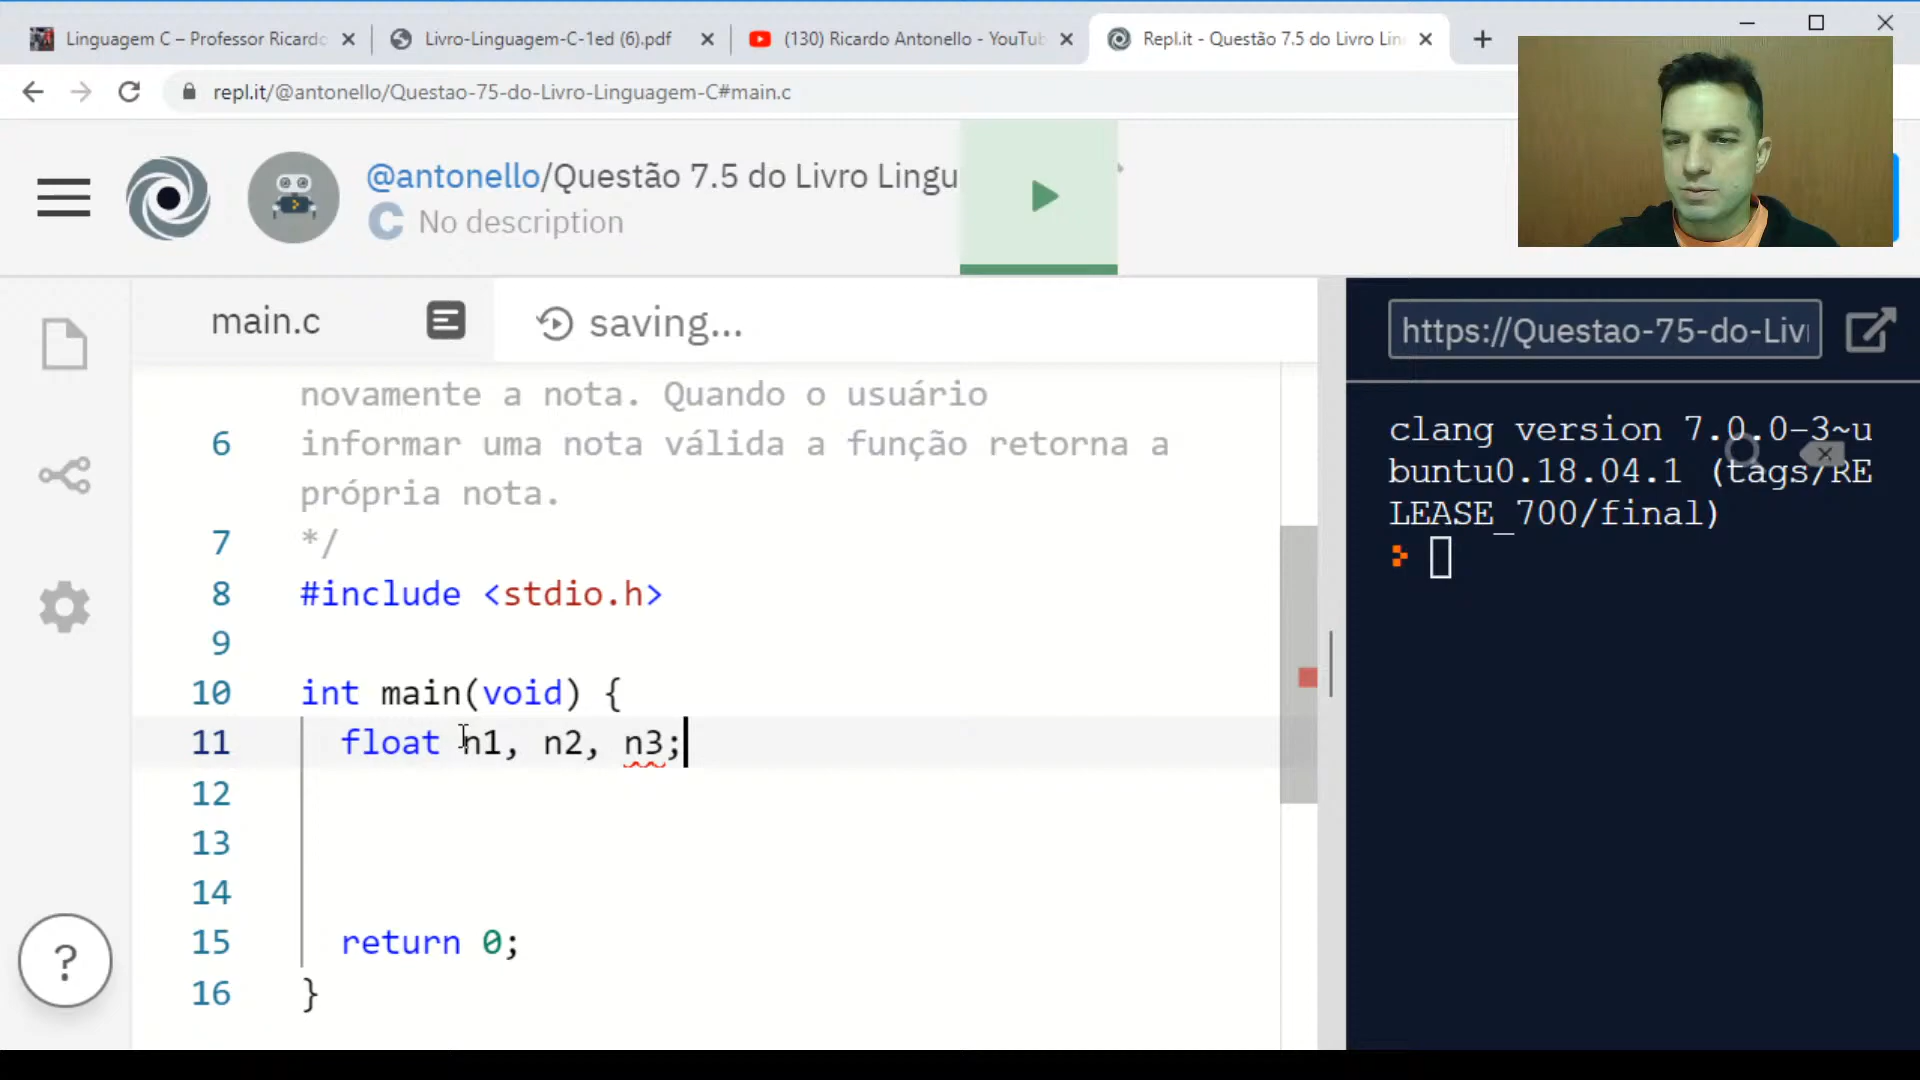 Linguagem C – Professor Ricardo
Livro-Linguagem-C-1ed (6).pdf
(130) Ricardo Antonello - YouTub
Repl.it - Questão 7.5 do Livro Lin
repl.it/@antonello/Questao-75-do-Livro-Linguagem-C#main.c
@antonello/Questão 7.5 do Livro Lingu
C No description
main.c
saving...
https://Questao-75-do-Liv
novamente a nota. Quando o usuário
6 informar uma nota válida a função retorna a
própria nota.
7 */
8 #include <stdio.h>
9
10 int main(void) {
11 float n1, n2, n3;
12
13
14
15 return 0;
16 }
clang version 7.0.0-3~u
buntu0.18.04.1 (tags/RE
LEASE_700/final)
?